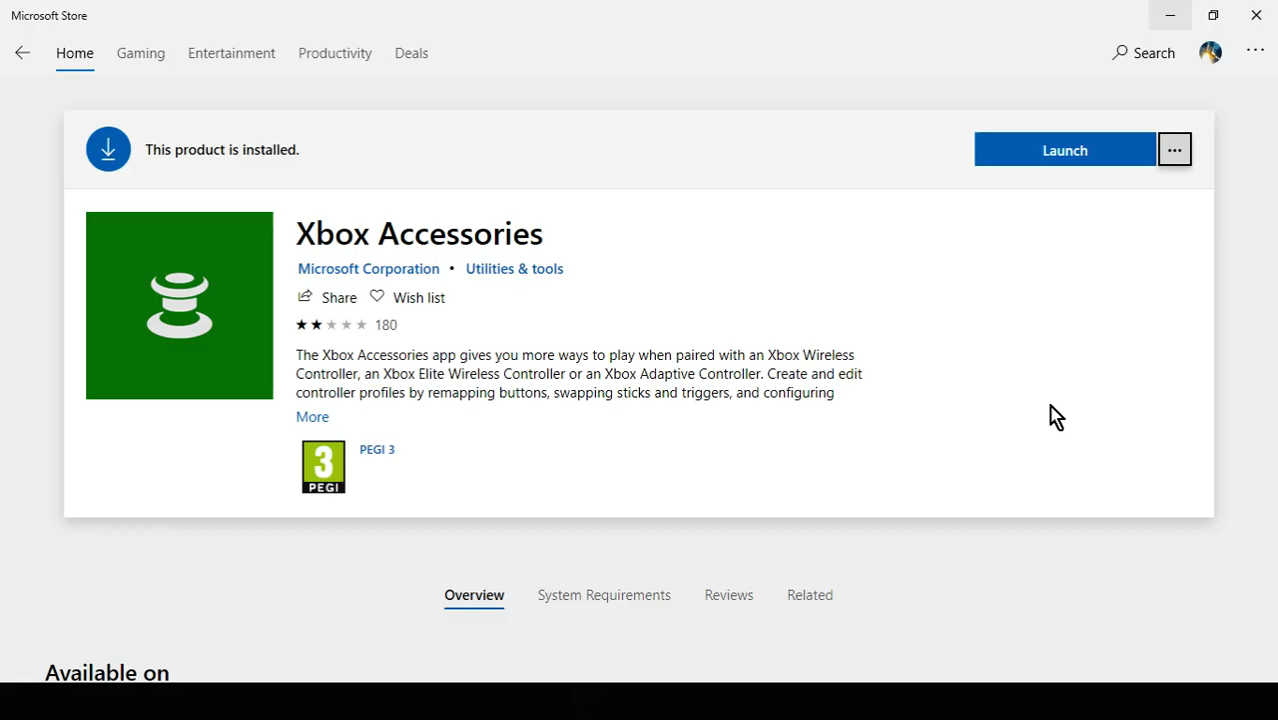 Microsoft Store
Home Gaming Entertainment Productivity Deals Search
This product is installed.
Launch
Xbox Accessories
Microsoft Corporation • Utilities & tools
Share Wish list
180
The Xbox Accessories app gives you more ways to play when paired with an Xbox Wireless
Controller, an Xbox Elite Wireless Controller or an Xbox Adaptive Controller. Create and edit
controller profiles by remapping buttons, swapping sticks and triggers, and configuring
More
3
PEGI
PEGI 3
Overview System Requirements Reviews Related
Available on